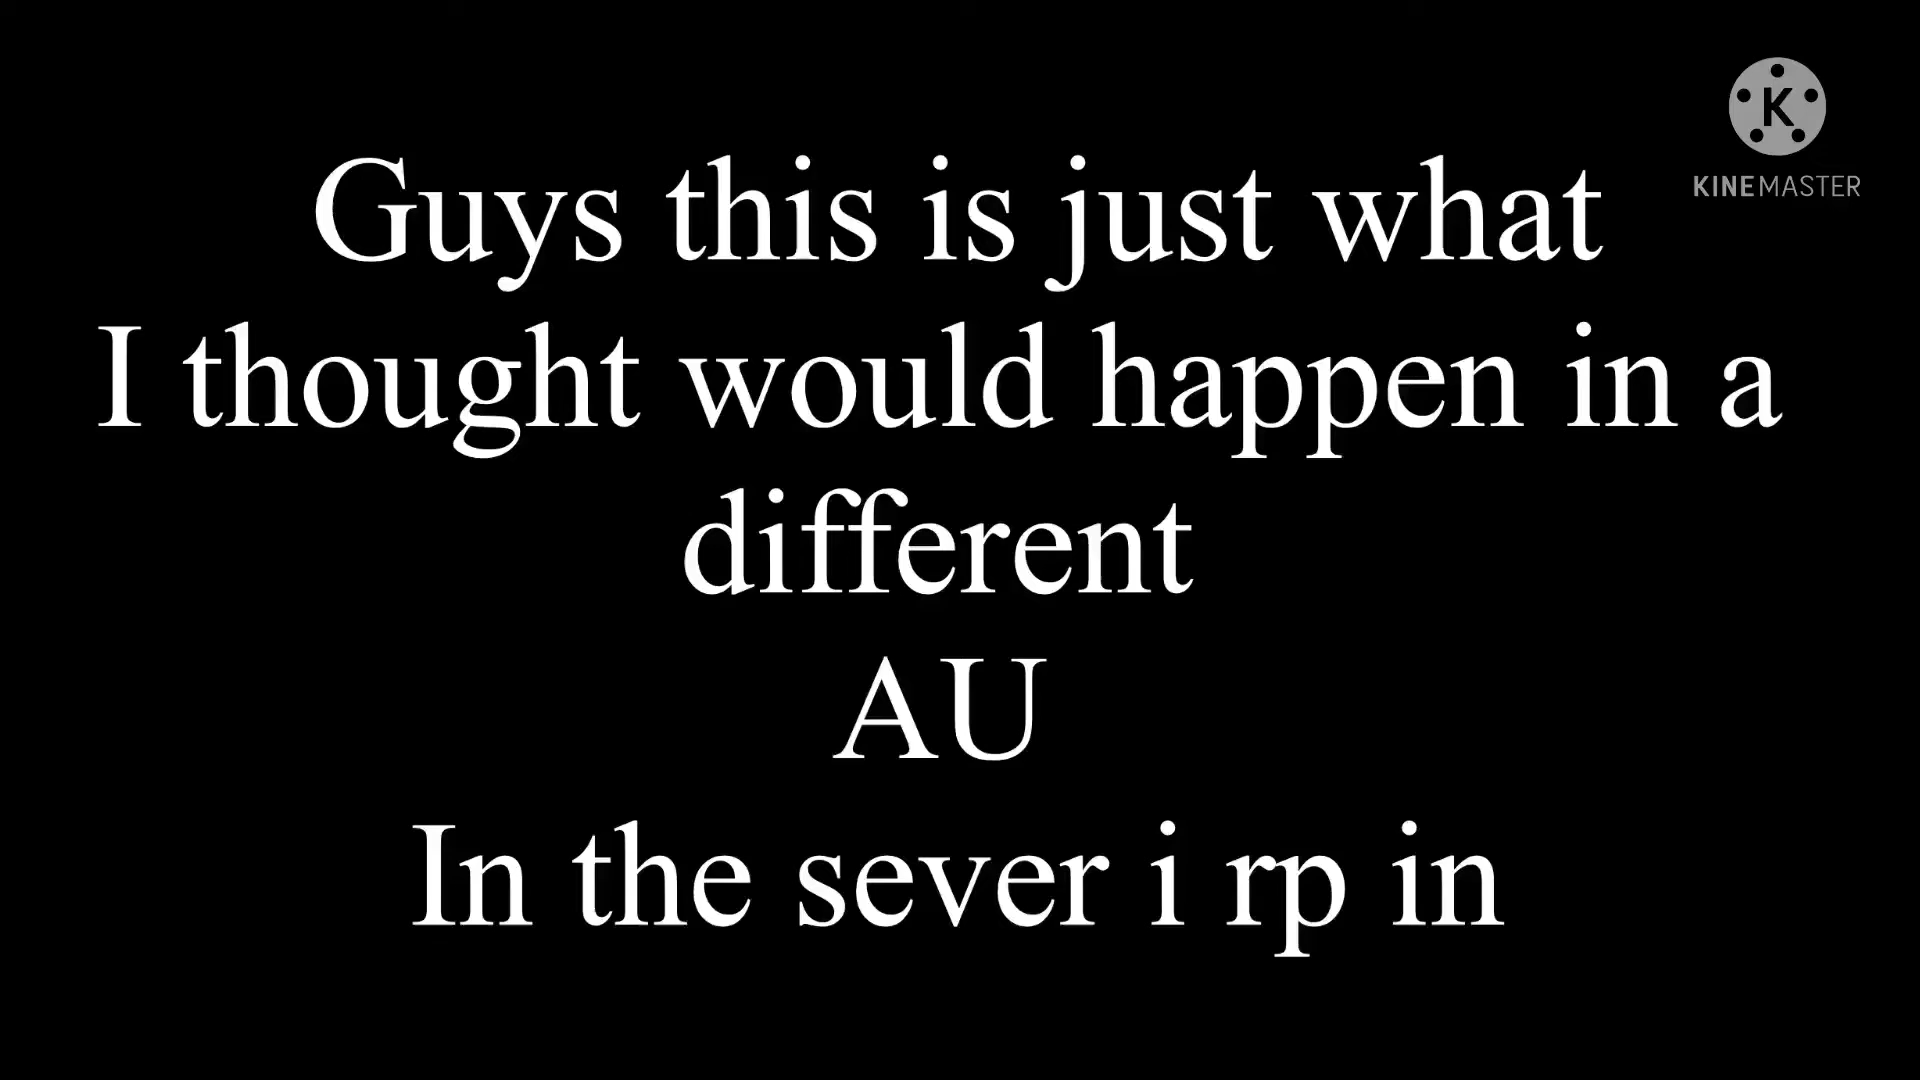 K
KINEMASTER
Guys this is just what
I thought would happen in a
different
AU
In the sever i rp in